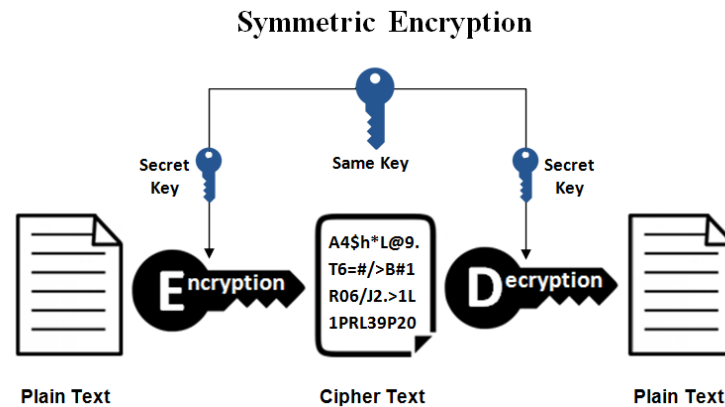 Symmetric Encryption
Secret
Key
Same Key
Secret
Key
Encryption
A4$h*L@9.
T6=#/>B#1
R06/J2.>1L
1PRL39P20
Decryption
Plain Text
Cipher Text
Plain Text